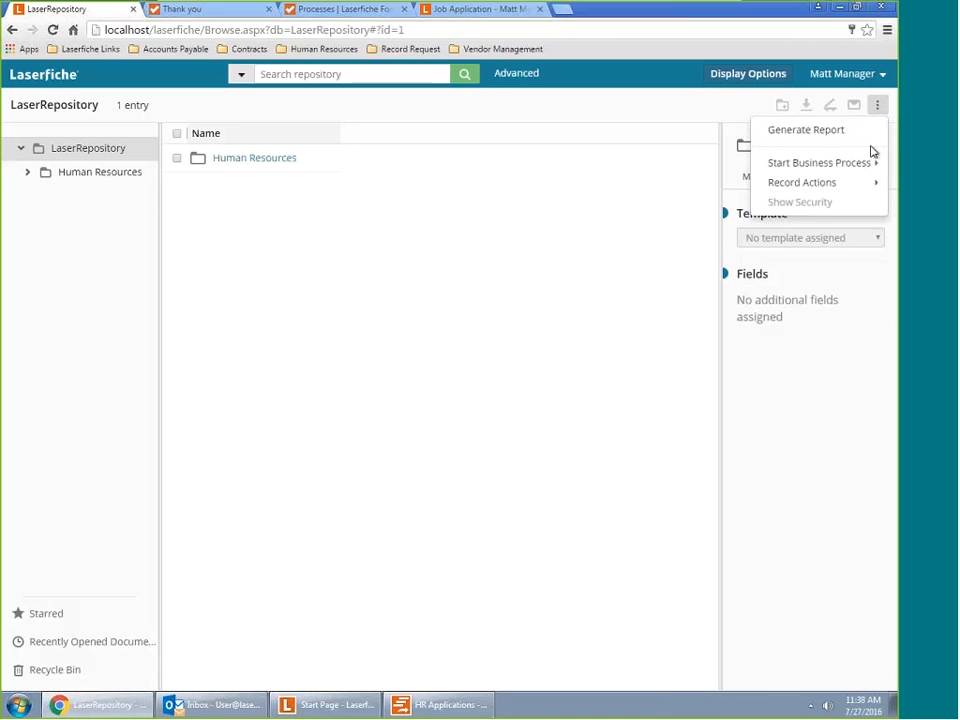 LaserRepository
Thank you
Processes | Laserfiche Fo
Job Application - Matt M
localhost/laserfiche/Browse.aspx?db=LaserRepository#?id=1
Apps
Laserfiche Links
Accounts Payable
Contracts
Human Resources
Record Request
Vendor Management
Laserfiche
Search repository
Advanced
Display Options
Matt Manager
LaserRepository
1 entry
Generate Report
Start Business Process
Record Actions
Show Security
LaserRepository
Human Resources
Name
Human Resources
M
Template
No template assigned
Fields
No additional fields
assigned
Starred
Recently Opened Docume...
Recycle Bin
LaserRepository - ...
Inbox - User@lase...
Start Page - Laserf...
HR Applications -...
11:38 AM
7/27/2016